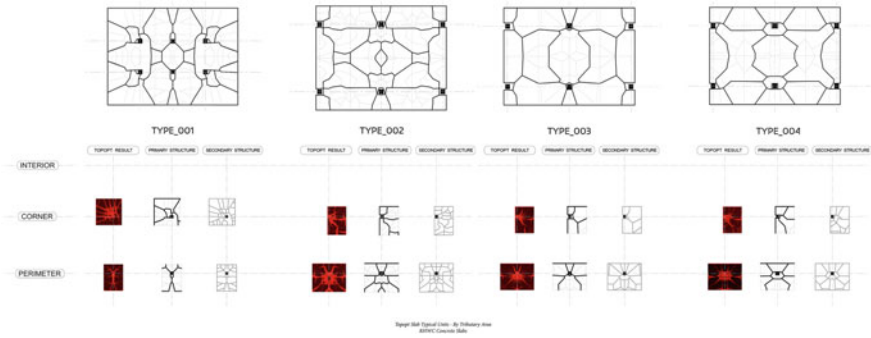 TYPE_001 TYPE_002 TYPE_003 TYPE_004
TOPOPT RESULT PRIMARY STRUCTURE SECONDARY STRUCTURE TOPOPT RESULT PRIMARY STRUCTURE SECONDARY STRUCTURE TOPOPT RESULT PRIMARY STRUCTURE SECONDARY STRUCTURE TOPOPT RESULT PRIMARY STRUCTURE SECONDARY STRUCTURE
INTERIOR
CORNER
PERIMETER
Topopt Slab Typical Units - By Tributary Area
Concrete Slabs